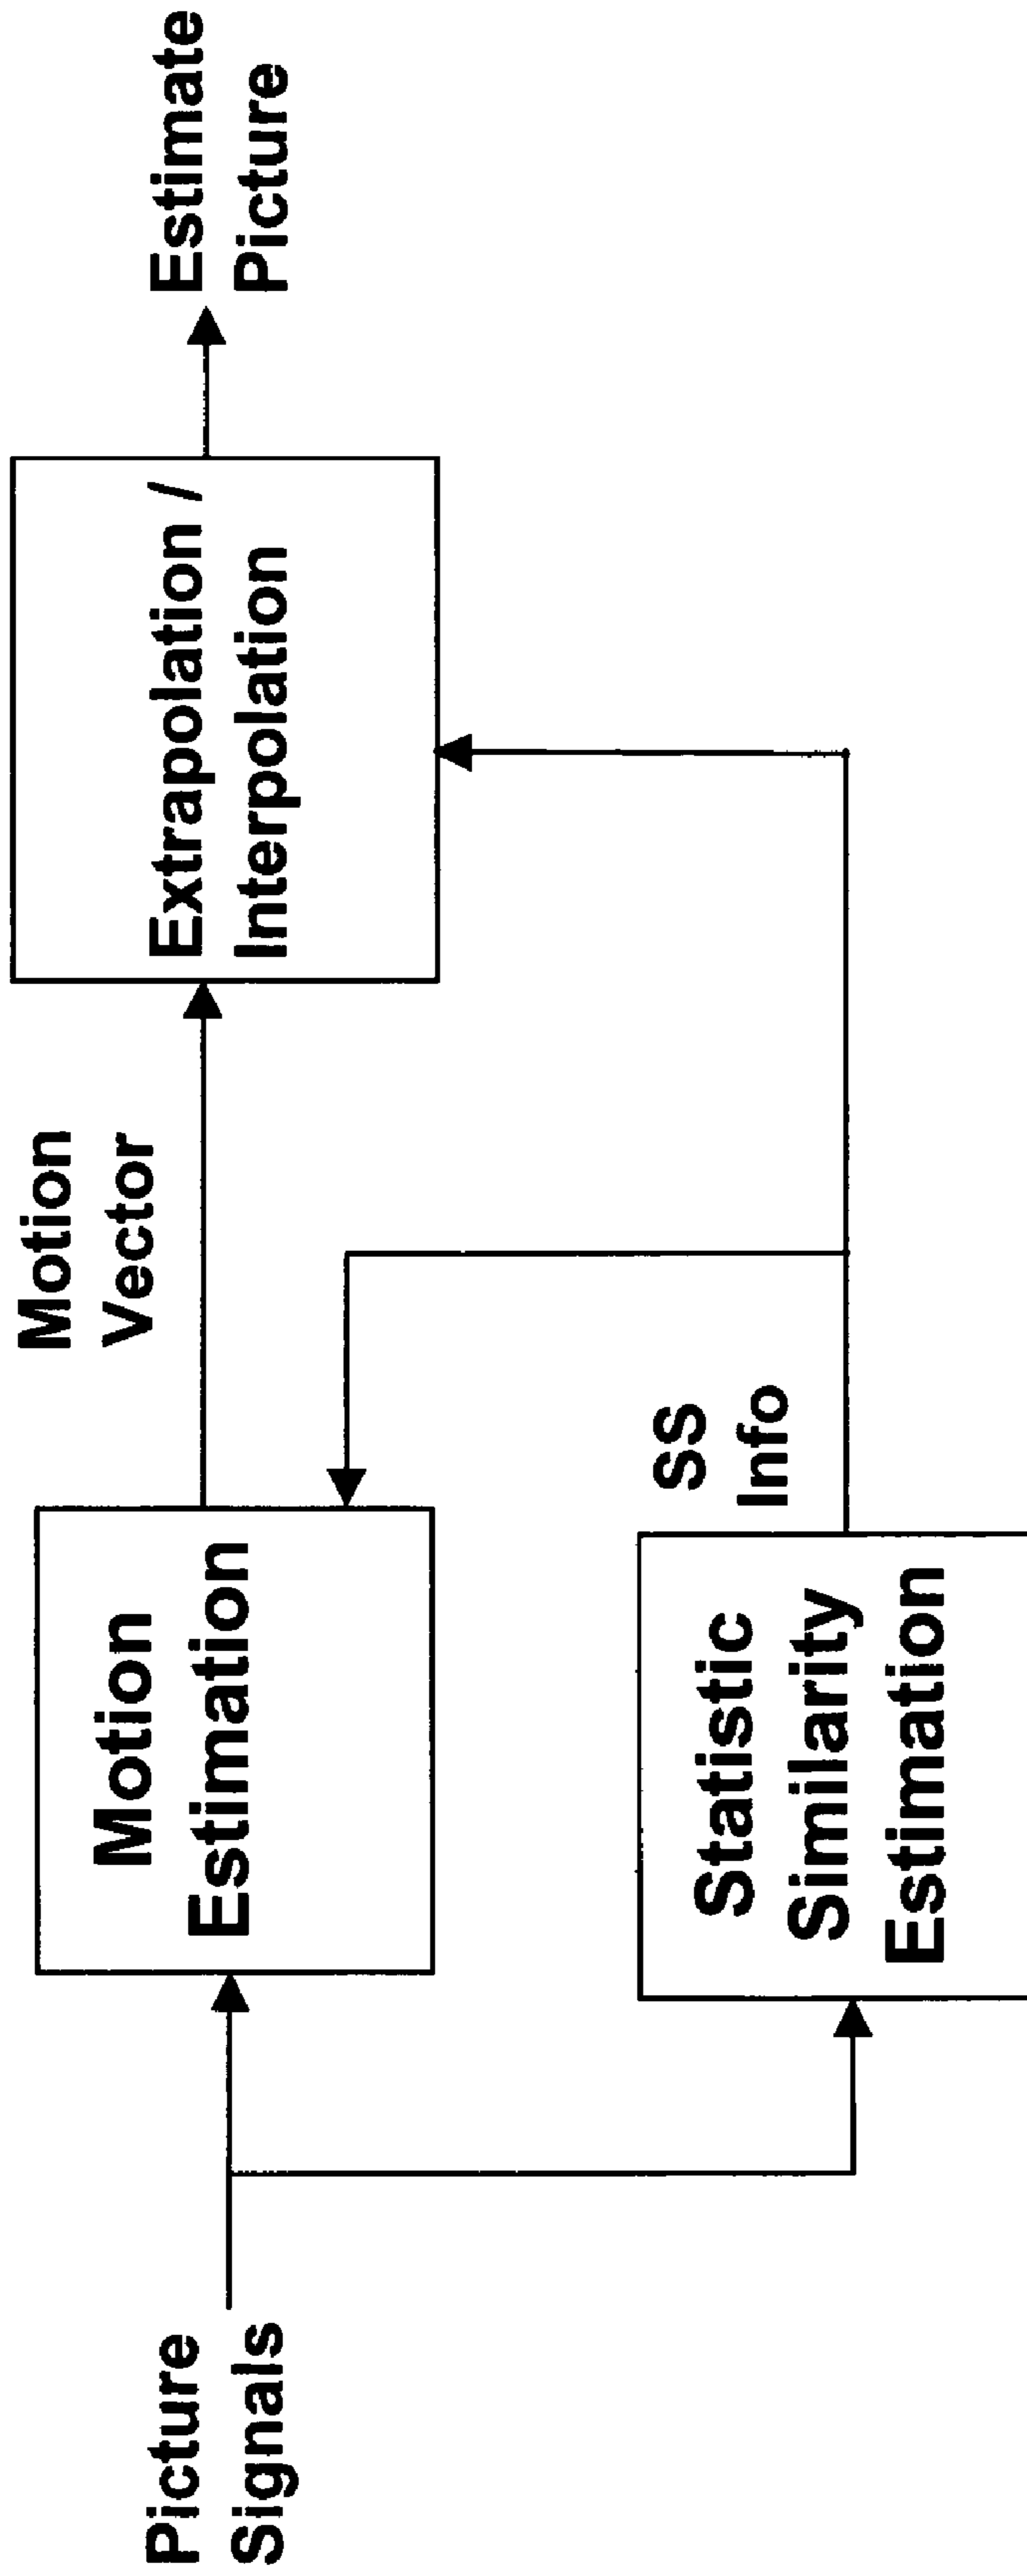 Picture
Signals
Motion
Estimation
Statistic
Similarity
Estimation
SS
Info
Motion
Vector
Extrapolation /
Interpolation
Estimate
Picture